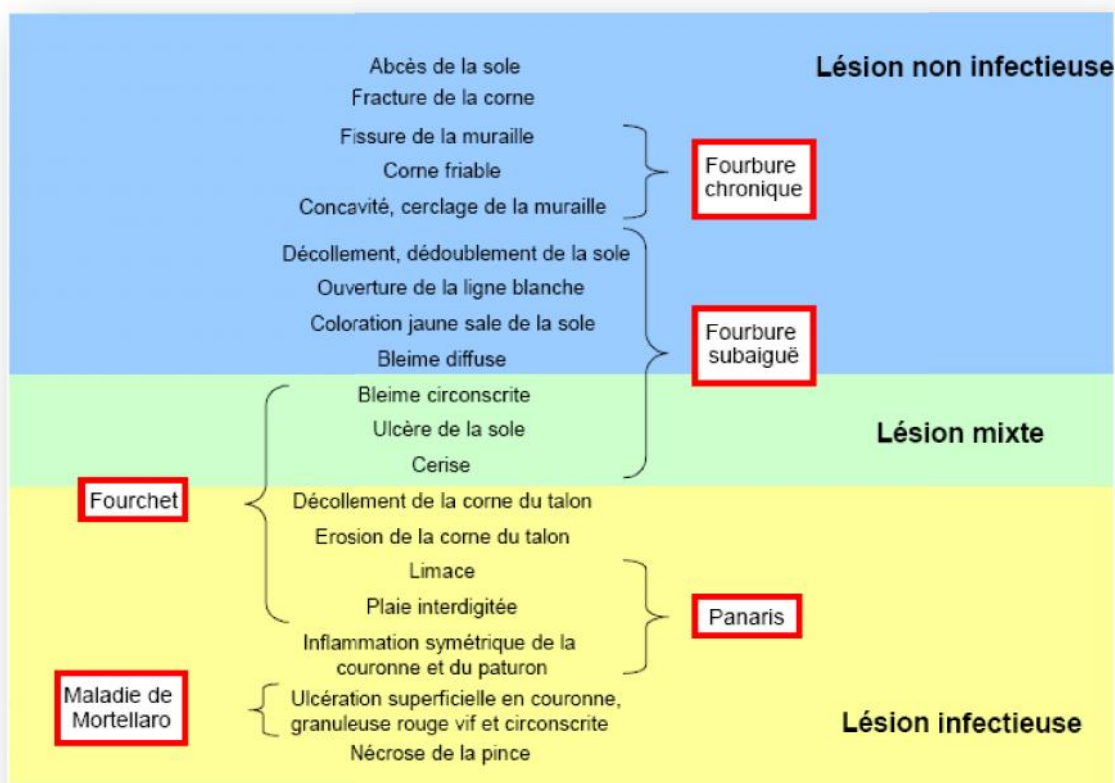 Lésion non infectieuse
Abcès de la sole
Fracture de la corne
Fissure de la muraille
Corne friable
Concavité, cerclage de la muraille
Fourbure
chronique
Décollement, dédoublement de la sole
Ouverture de la ligne blanche
Coloration jaune sale de la sole
Bleime diffuse
Fourbure
subaiguë
Bleime circonscrite
Ulcère de la sole
Cerise
Lésion mixte
Fourchet
Décollement de la corne du talon
Erosion de la corne du talon
Limace
Plaie interdigitée
Inflammation symétrique de la
couronne et du paturon
Panaris
Maladie de
Mortellaro
Ulcération superficielle en couronne,
granuleuse rouge vif et circonscrite
Nécrose de la pince
Lésion infectieuse